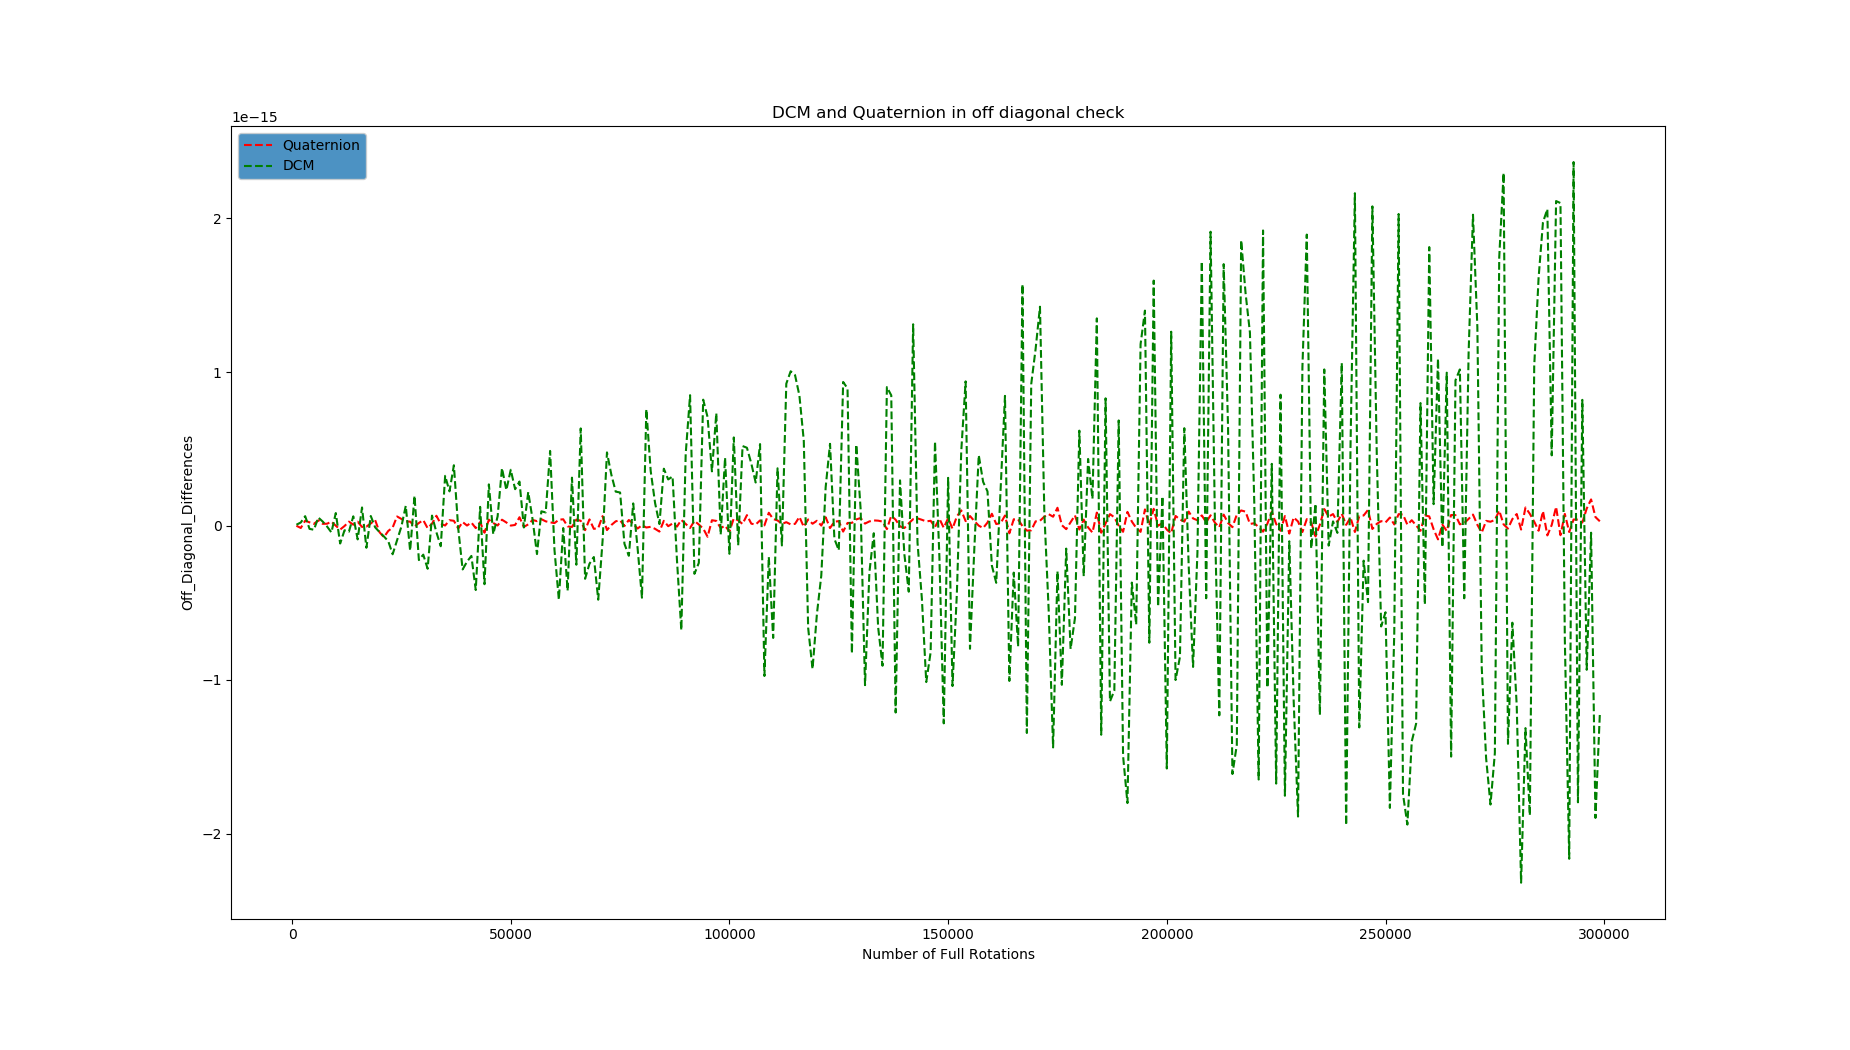 DCM and Quaternion in off diagonal check
1e−15
Quaternion
DCM
2
1
0
−1
−2
Off_Diagonal_Differences
0
50000
100000
150000
200000
250000
300000
Number of Full Rotations